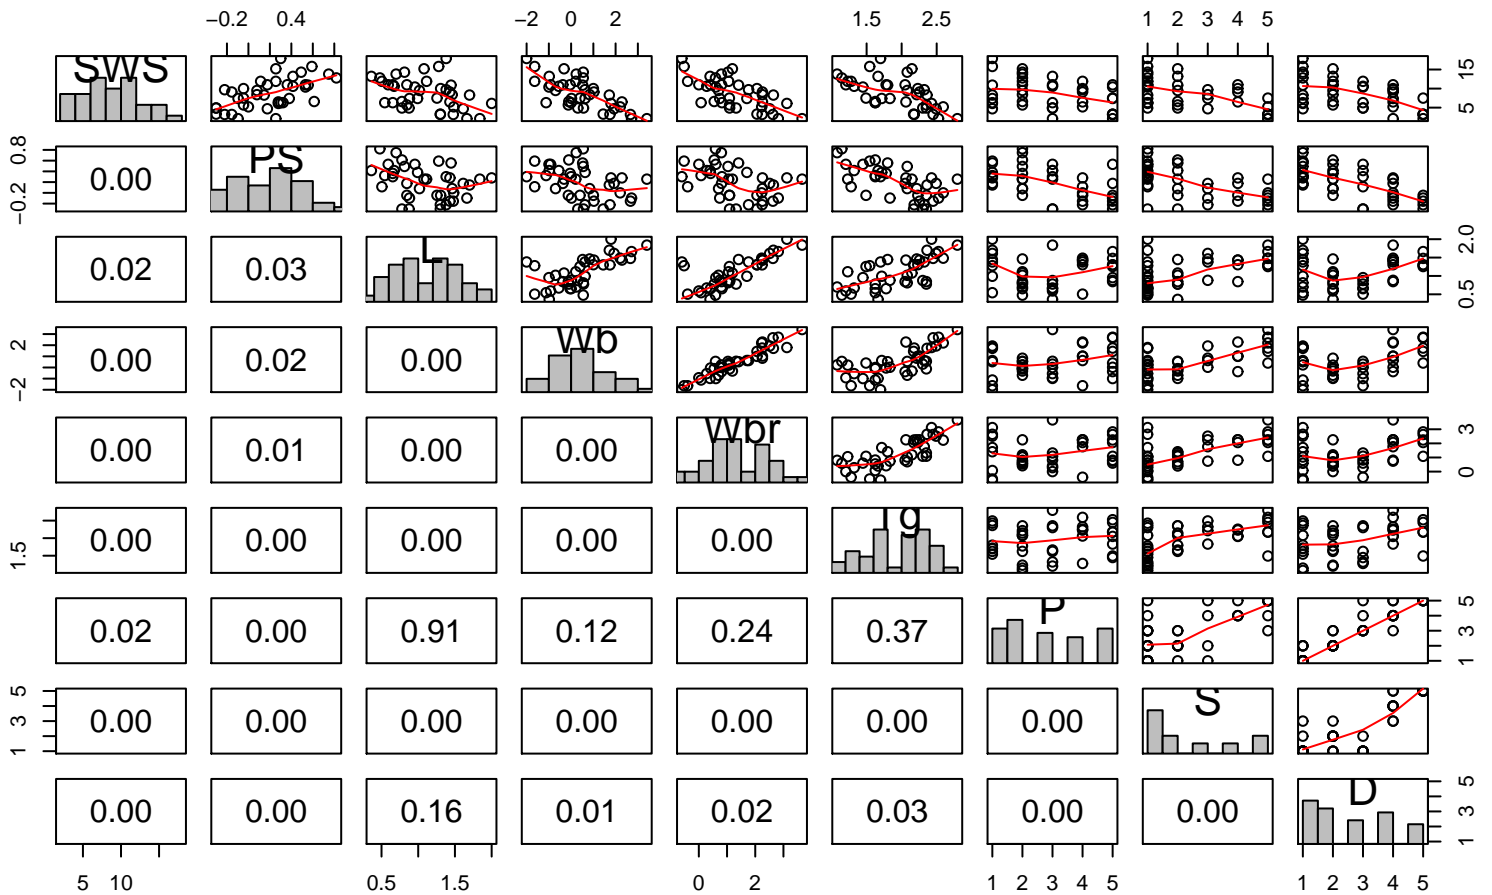 −0.2 0.4 −2 0 2 1.5 2.5 1 2 3 4 5
SWS 5 15
−0.2 0.8 0.00 PS
0.02 0.03 L 0.5 2.0
−2 2 0.00 0.02 0.00 Wb
0.00 0.01 0.00 0.00 Wbr 0 3
1.5 0.00 0.00 0.00 0.00 0.00 Tg
0.02 0.00 0.91 0.12 0.24 0.37 P 1 3 5
1 3 5 0.00 0.00 0.00 0.00 0.00 0.00 0.00 S
0.00 0.00 0.16 0.01 0.02 0.03 0.00 0.00 D 1 3 5
5 10 0.5 1.5 0 2 1 2 3 4 5 1 2 3 4 5